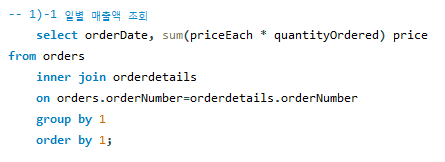 -- 1)-1 일별 매출액 조회
select orderDate, sum(priceEach * quantityOrdered) price
from orders
inner join orderdetails
on orders.orderNumber=orderdetails.orderNumber
group by 1
order by 1;